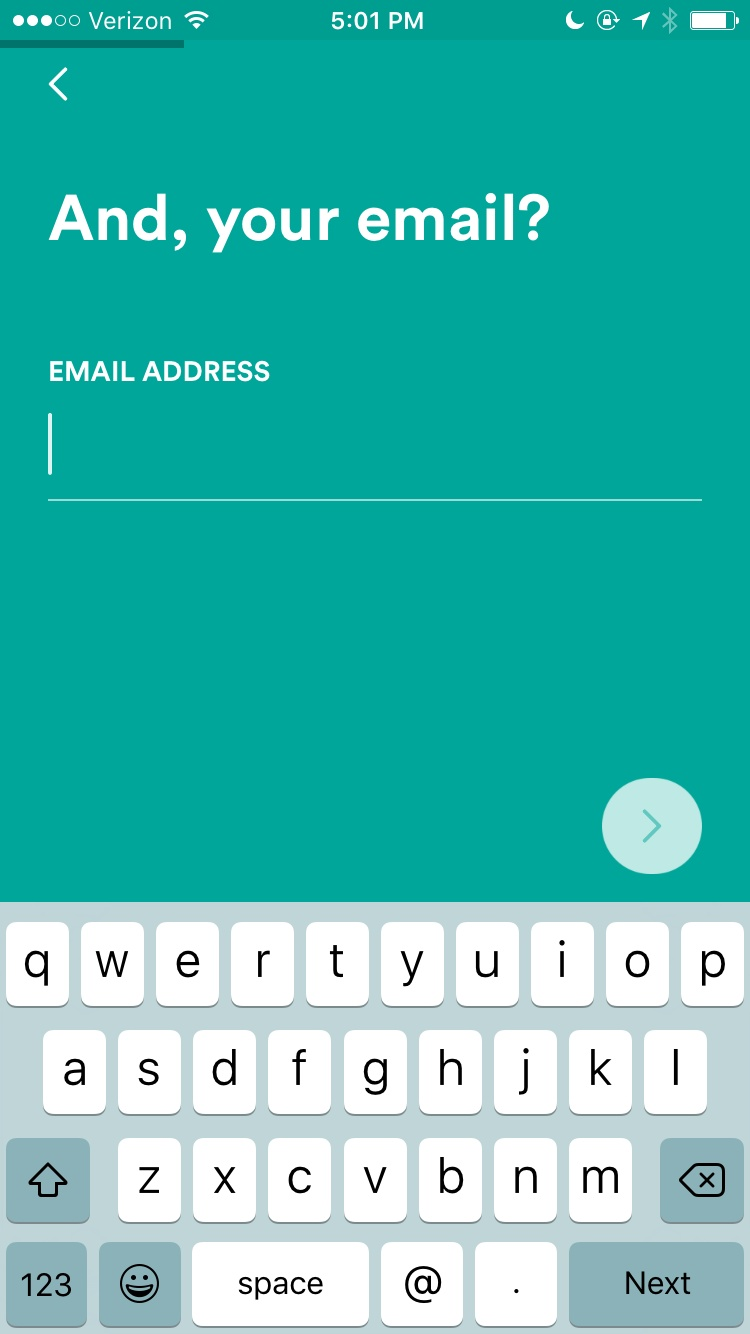 Verizon 5:01 PM
And, your email?
EMAIL ADDRESS
q w e r t y u i o p
a s d f g h j k l
z x c v b n m
123 space @ . Next